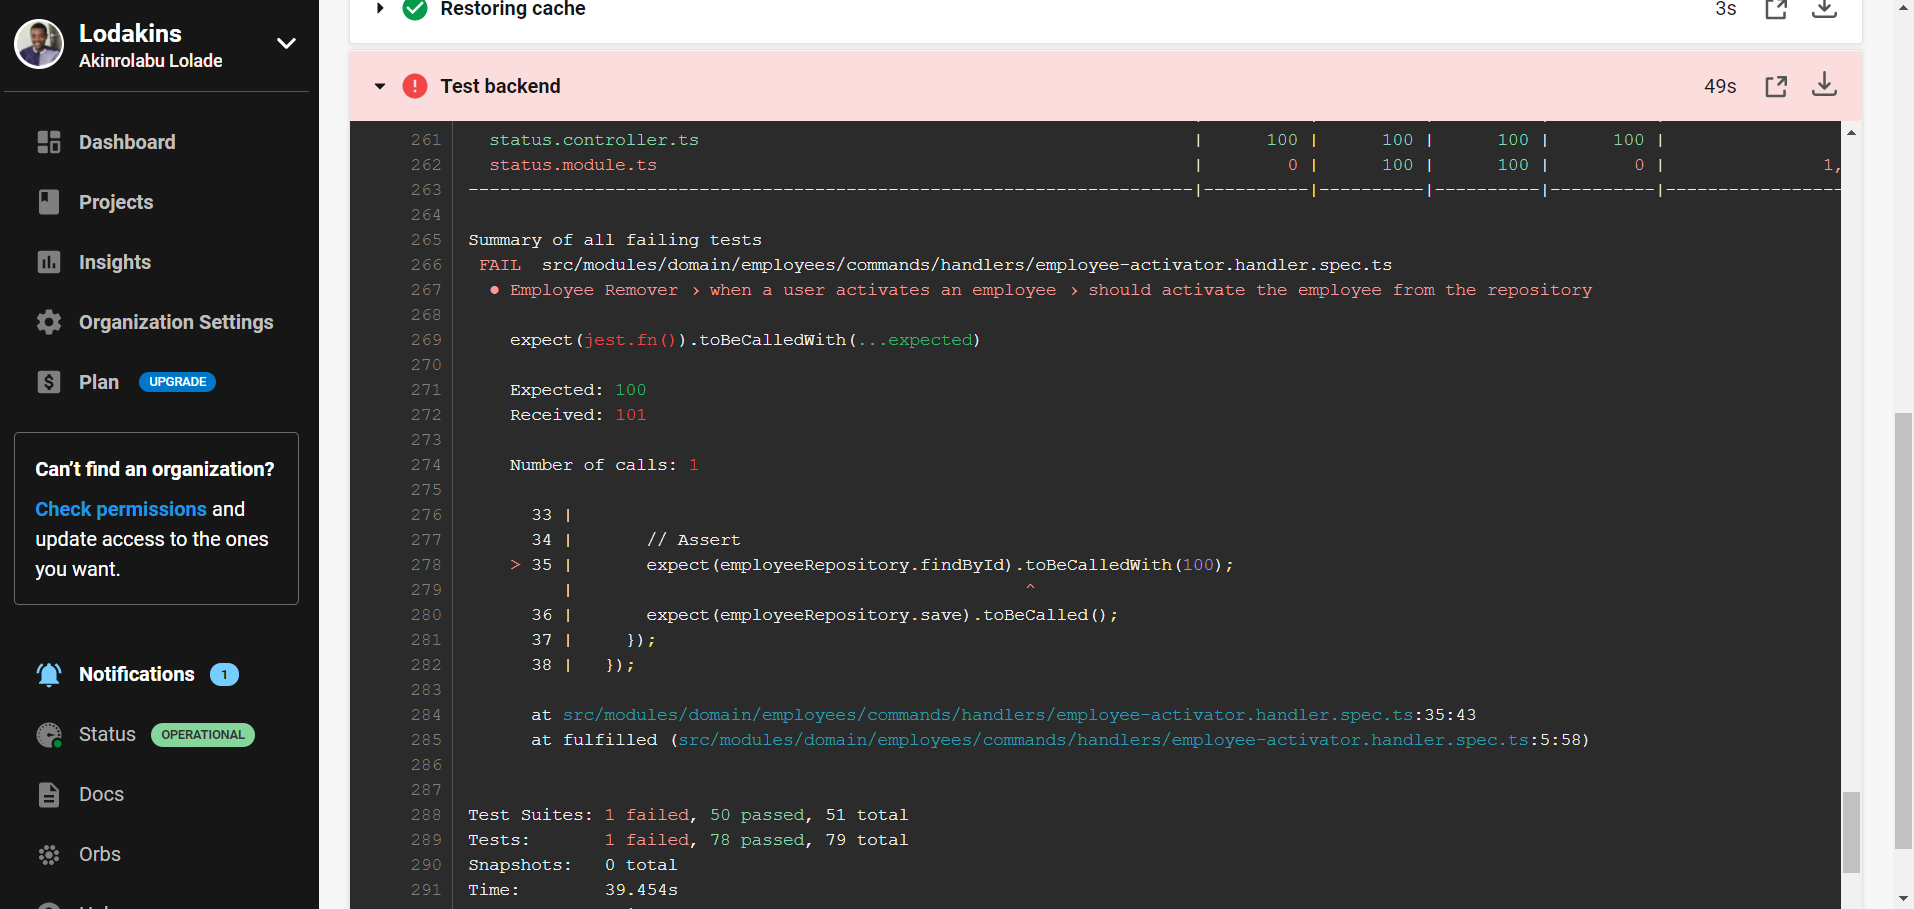 Lodakins
Akinrolabu Lolade
Dashboard
Projects
Insights
Organization Settings
Plan UPGRADE
Can't find an organization?
Check permissions and
update access to the ones
you want.
Notifications 1
Status OPERATIONAL
Docs
Orbs
Restoring cache 3s
Test backend 49s
261 status.controller.ts | 100 | 100 | 100 | 100 |
262 status.module.ts | 0 | 100 | 100 | 0 | 1,
263 ---------------------------------------------------------------------|----------|----------|----------|----------|-----------------
264
265 Summary of all failing tests
266 FAIL src/modules/domain/employees/commands/handlers/employee-activator.handler.spec.ts
267 ● Employee Remover › when a user activates an employee › should activate the employee from the repository
268
269 expect(jest.fn()).toBeCalledWith(...expected)
270
271 Expected: 100
272 Received: 101
273
274 Number of calls: 1
275
276 33 |
277 34 | // Assert
278 > 35 | expect(employeeRepository.findById).toBeCalledWith(100);
279 | ^
280 36 | expect(employeeRepository.save).toBeCalled();
281 37 | });
282 38 | });
283
284 at src/modules/domain/employees/commands/handlers/employee-activator.handler.spec.ts:35:43
285 at fulfilled (src/modules/domain/employees/commands/handlers/employee-activator.handler.spec.ts:5:58)
286
287
288 Test Suites: 1 failed, 50 passed, 51 total
289 Tests: 1 failed, 78 passed, 79 total
290 Snapshots: 0 total
291 Time: 39.454s